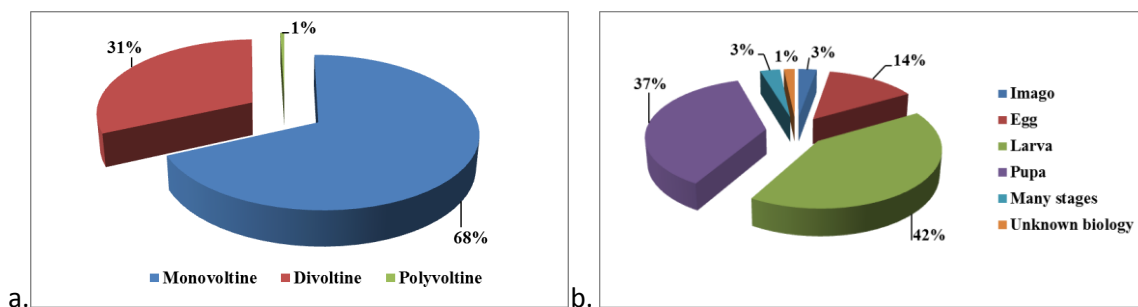 1%
31%
68%
Monovoltine Divoltine Polyvoltine
a.
3% 1% 3%
14%
37%
42%
Imago
Egg
Larva
Pupa
Many stages
Unknown biology
b.